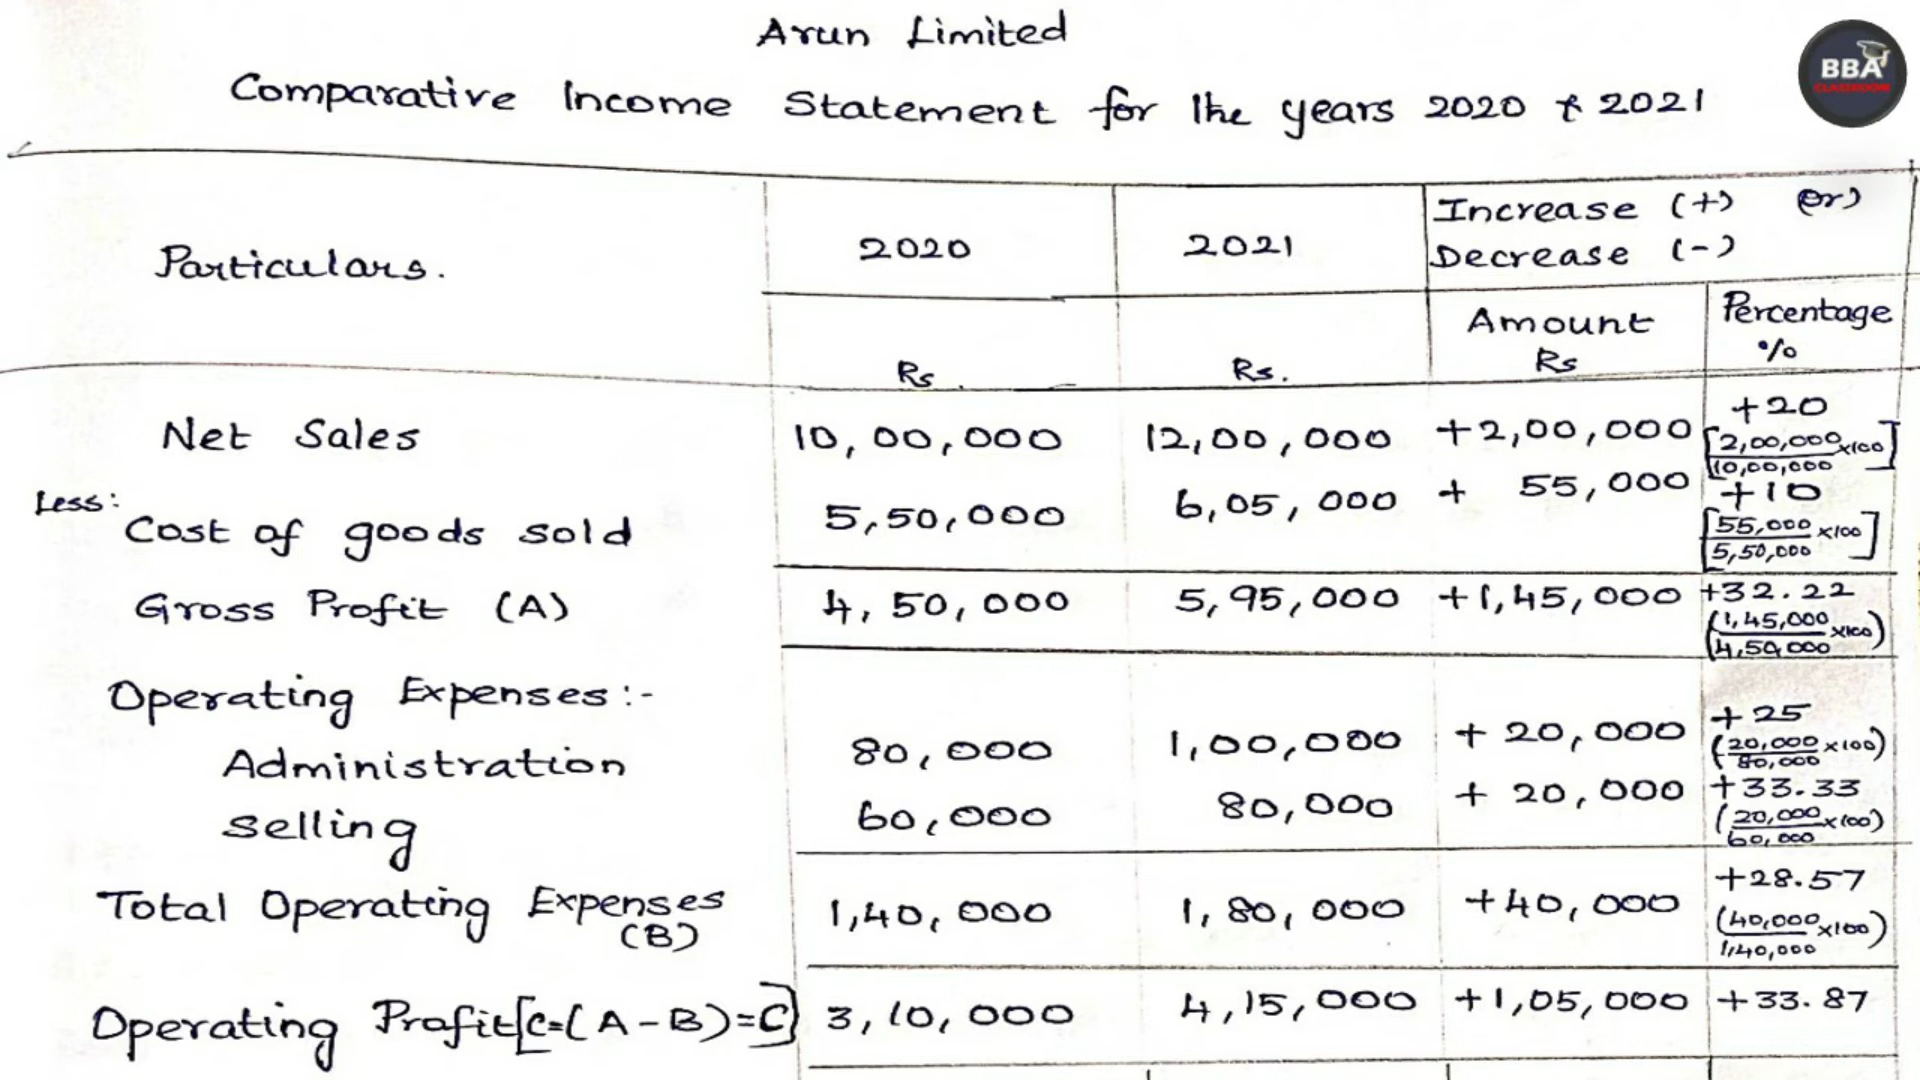 Arun Limited
BBA
CLASSROOM
Comparative Income Statement for the years 2020 & 2021
Particulars. 2020 2021 Increase (+) (or) Decrease (-)
Rs. Rs. Amount Rs Percentage %
Net Sales 10,00,000 12,00,000 +2,00,000 +20 [2,00,000/10,00,000 x100]
Less: Cost of goods sold 5,50,000 6,05,000 + 55,000 +10 [55,000/5,50,000 x100]
Gross Profit (A) 4,50,000 5,95,000 +1,45,000 +32.22 (1,45,000/4,50,000 x100)
Operating Expenses:-
Administration 80,000 1,00,000 + 20,000 +25 (20,000/80,000 x100)
Selling 60,000 80,000 + 20,000 +33.33 (20,000/60,000 x100)
Total Operating Expenses (B) 1,40,000 1,80,000 +40,000 +28.57 (40,000/1,40,000 x100)
Operating Profit [C=(A-B)=C] 3,10,000 4,15,000 +1,05,000 +33.87